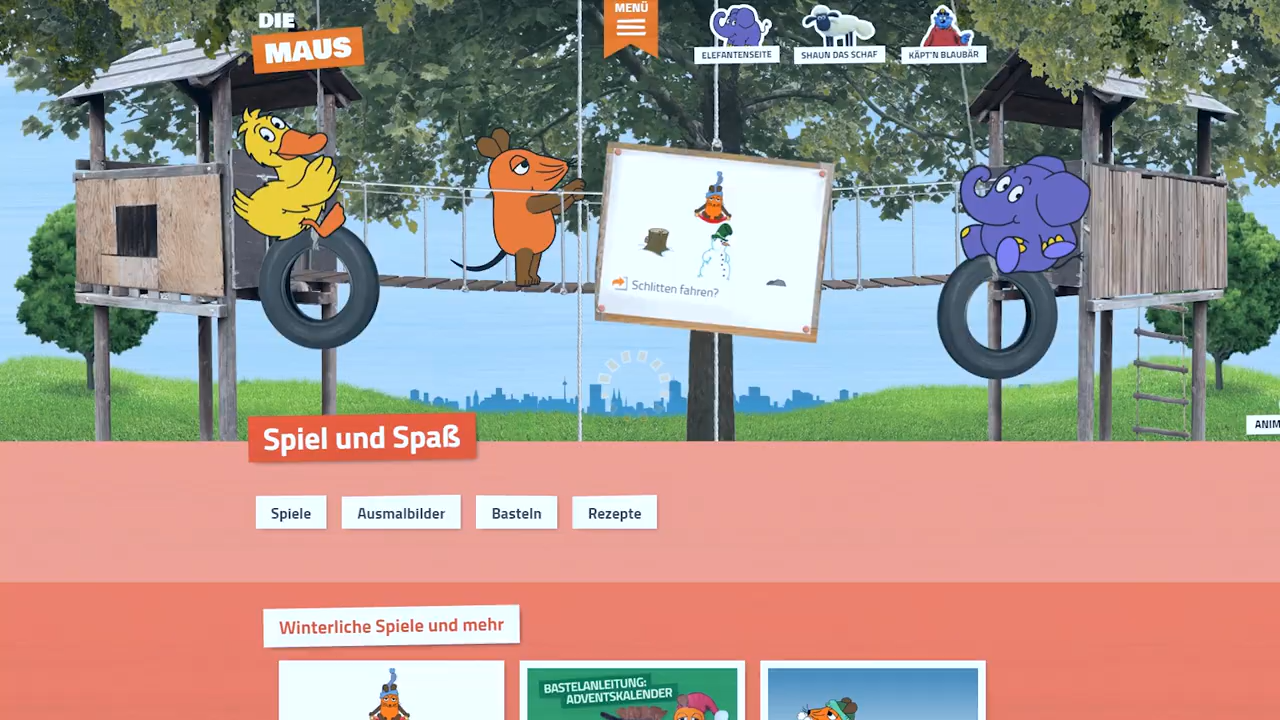 DIE
MAUS
MENÜ
ELEFANTENSEITE
SHAUN DAS SCHAF
KÄPT'N BLAUBÄR
Schlitten fahren?
ANIM
Spiel und Spaß
Spiele
Ausmalbilder
Basteln
Rezepte
Winterliche Spiele und mehr
BASTELANLEITUNG:
ADVENTSKALENDER